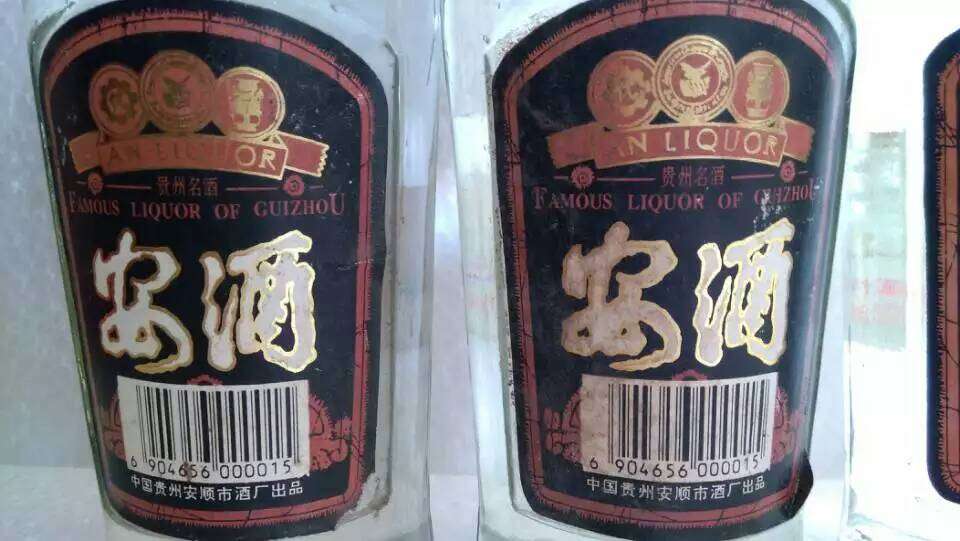 AN LIQUOR
贵州名酒
FAMOUS LIQUOR OF GUIZHOU
安酒
6 904656 000015
中国贵州安顺市酒厂出品
AN LIQUOR
贵州名酒
FAMOUS LIQUOR OF GUIZHOU
安酒
6 904656 000015
中国贵州安顺市酒厂出品